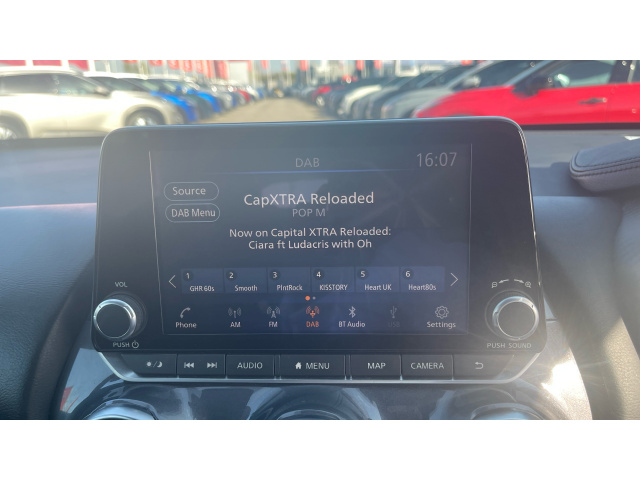 DAB
16:07
Source
CapXTRA Reloaded
POP M
DAB Menu
Now on Capital XTRA Reloaded:
Ciara ft Ludacris with Oh
1 2 3 4 5 6
GHR 60s Smooth PlntRock KISSTORY Heart UK Heart80s
VOL
Phone AM FM DAB BT Audio USB Settings
PUSH
PUSH SOUND
AUDIO MENU MAP CAMERA